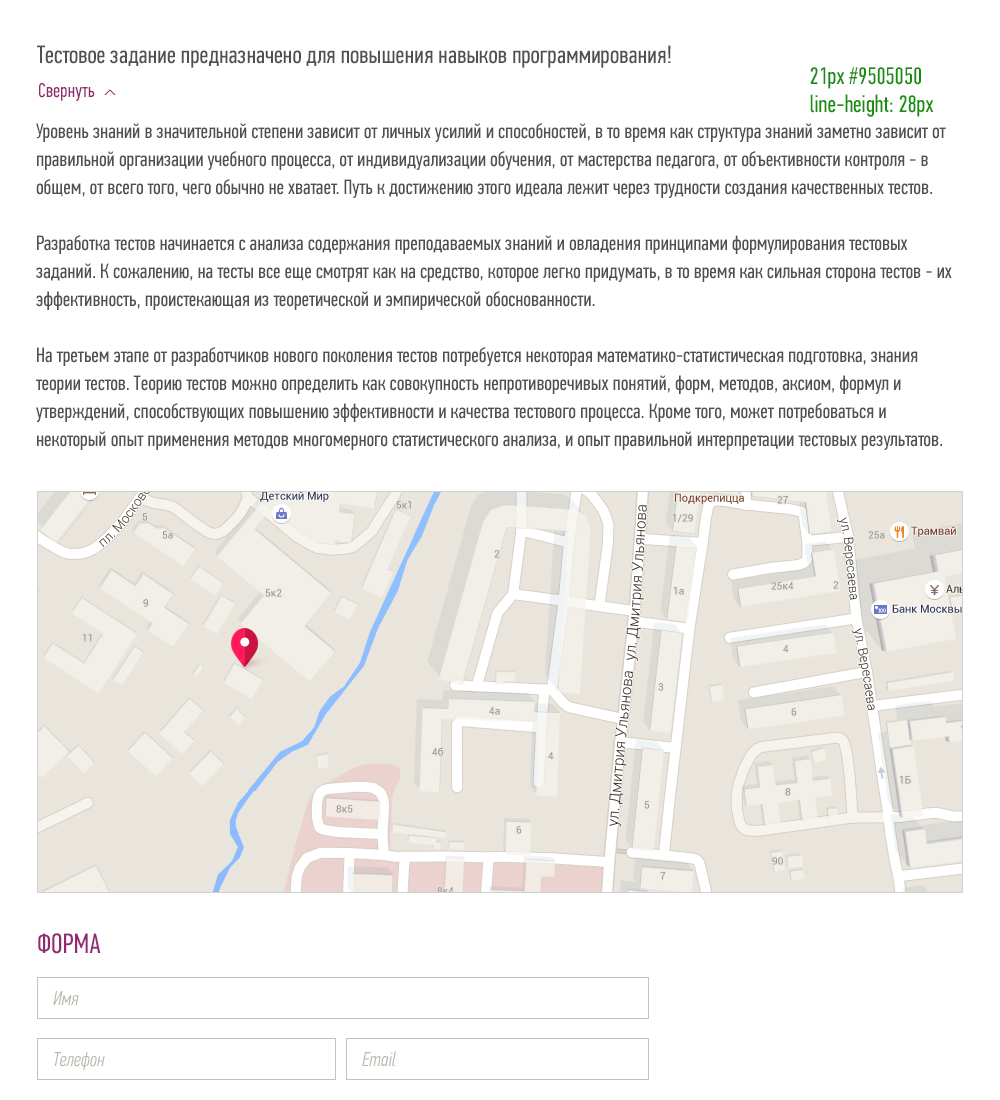 Тестовое задание предназначено для повышения навыков программирования!
21px #9505050
Свернуть
line-height: 28px
Уровень знаний в значительной степени зависит от личных усилий и способностей, в то время как структура знаний заметно зависит от
правильной организации учебного процесса, от индивидуализации обучения, от мастерства педагога, от объективности контроля - в
общем, от всего того, чего обычно не хватает. Путь к достижению этого идеала лежит через трудности создания качественных тестов.
Разработка тестов начинается с анализа содержания преподаваемых знаний и овладения принципами формулирования тестовых
заданий. К сожалению, на тесты все еще смотрят как на средство, которое легко придумать, в то время как сильная сторона тестов - их
эффективность, проистекающая из теоретической и эмпирической обоснованности.
На третьем этапе от разработчиков нового поколения тестов потребуется некоторая математико-статистическая подготовка, знания
теории тестов. Теорию тестов можно определить как совокупность непротиворечивых понятий, форм, методов, аксиом, формул и
утверждений, способствующих повышению эффективности и качества тестового процесса. Кроме того, может потребоваться и
некоторый опыт применения методов многомерного статистического анализа, и опыт правильной интерпретации тестовых результатов.
Детский Мир
Подкрепицца
27
5к1
пл. Московс
5
1/29
5а
25а
Трамвай
ул. Вересаева
2
25к4
2
1а
5к2
Аль
9
Банк Москвы
ул. Дмитрия Ульянова
11
4
ул. Вересаева
3
4а
6
ул. Дмитрия Ульянова
4б
4
1Б
8
8к5
5
6
90
7
8к4
ФОРМА
Имя
Телефон
Email